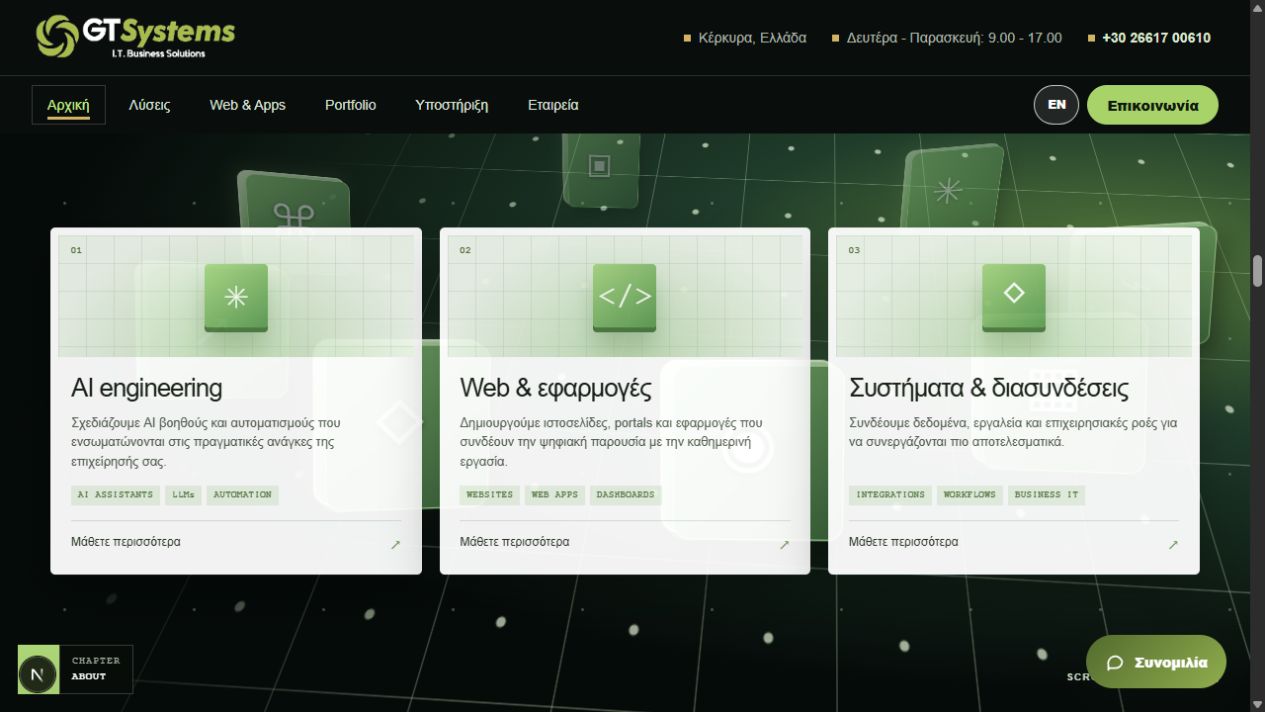 GTSystems
I.T. Business Solutions
Κέρκυρα, Ελλάδα
Δευτέρα - Παρασκευή: 9.00 - 17.00
+30 26617 00610
Αρχική
Λύσεις
Web & Apps
Portfolio
Υποστήριξη
Εταιρεία
EN
Επικοινωνία
01
AI engineering
Σχεδιάζουμε AI βοηθούς και αυτοματισμούς που
ενσωματώνονται στις πραγματικές ανάγκες της
επιχείρησής σας.
AI ASSISTANTS
LLMs
AUTOMATION
Μάθετε περισσότερα
02
</>
Web & εφαρμογές
Δημιουργούμε ιστοσελίδες, portals και εφαρμογές που
συνδέουν την ψηφιακή παρουσία με την καθημερινή
εργασία.
WEBSITES
WEB APPS
DASHBOARDS
Μάθετε περισσότερα
03
Συστήματα & διασυνδέσεις
Συνδέουμε δεδομένα, εργαλεία και επιχειρησιακές ροές για
να συνεργάζονται πιο αποτελεσματικά.
INTEGRATIONS
WORKFLOWS
BUSINESS IT
Μάθετε περισσότερα
N
CHAPTER
ABOUT
Συνομιλία